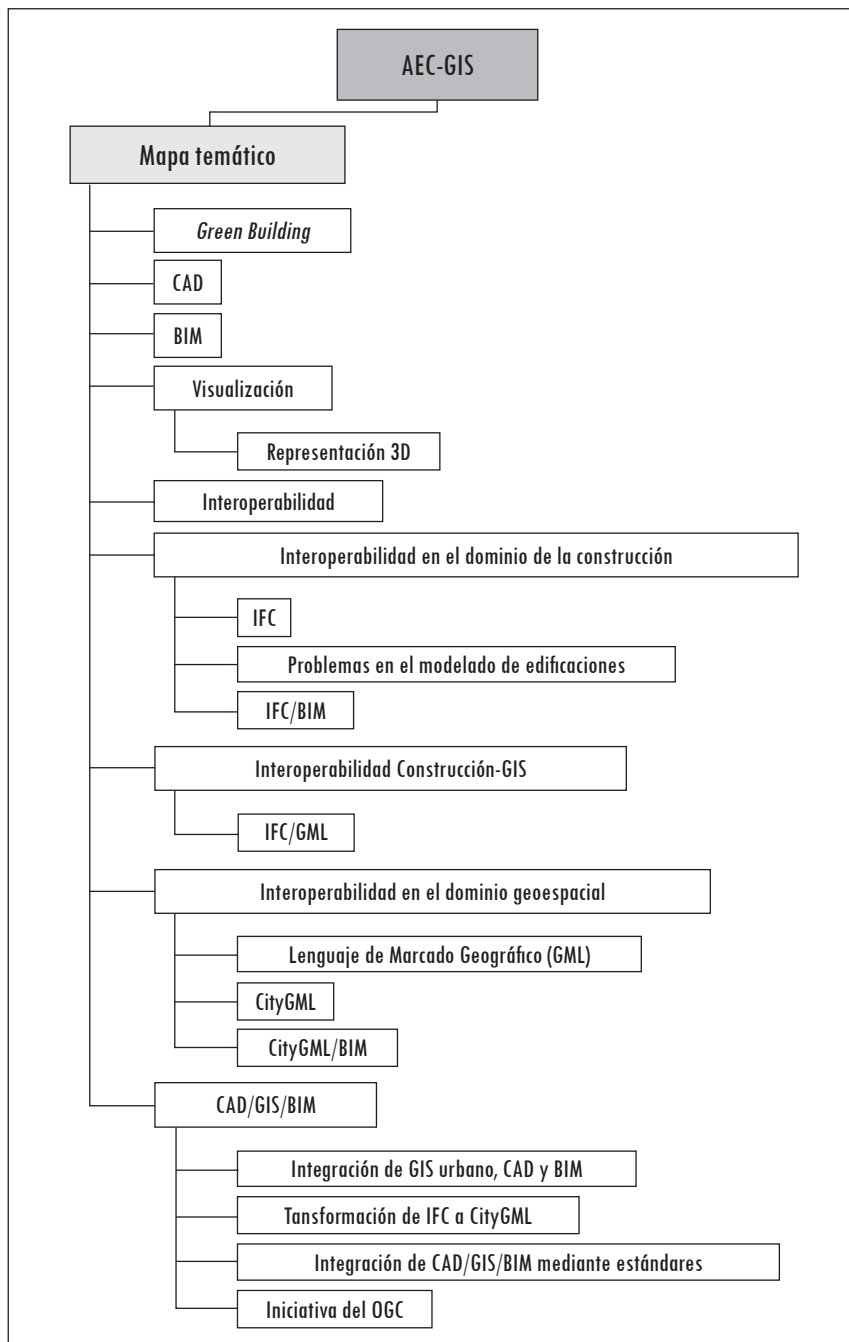 AEC-GIS
Mapa temático
Green Building
CAD
BIM
Visualización
Representación 3D
Interoperabilidad
Interoperabilidad en el dominio de la construcción
IFC
Problemas en el modelado de edificaciones
IFC/BIM
Interoperabilidad Construcción-GIS
IFC/GML
Interoperabilidad en el dominio geoespacial
Lenguaje de Marcado Geográfico (GML)
CityGML
CityGML/BIM
CAD/GIS/BIM
Integración de GIS urbano, CAD y BIM
Tansformación de IFC a CityGML
Integración de CAD/GIS/BIM mediante estándares
Iniciativa del OGC